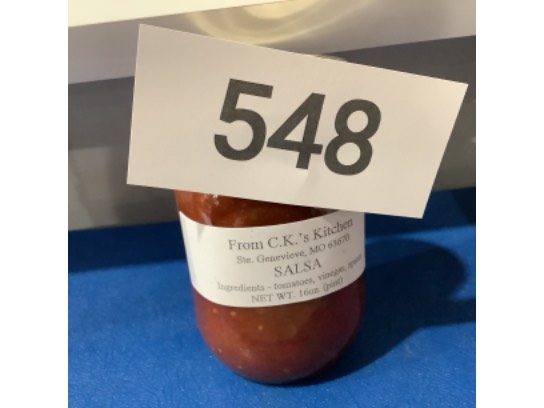 548
From C.K.'s Kitchen
Ste. Genevieve, MO 63670
SALSA
Ingredients - tomatoes, vinegar,
NET WT. 16oz. (pint)